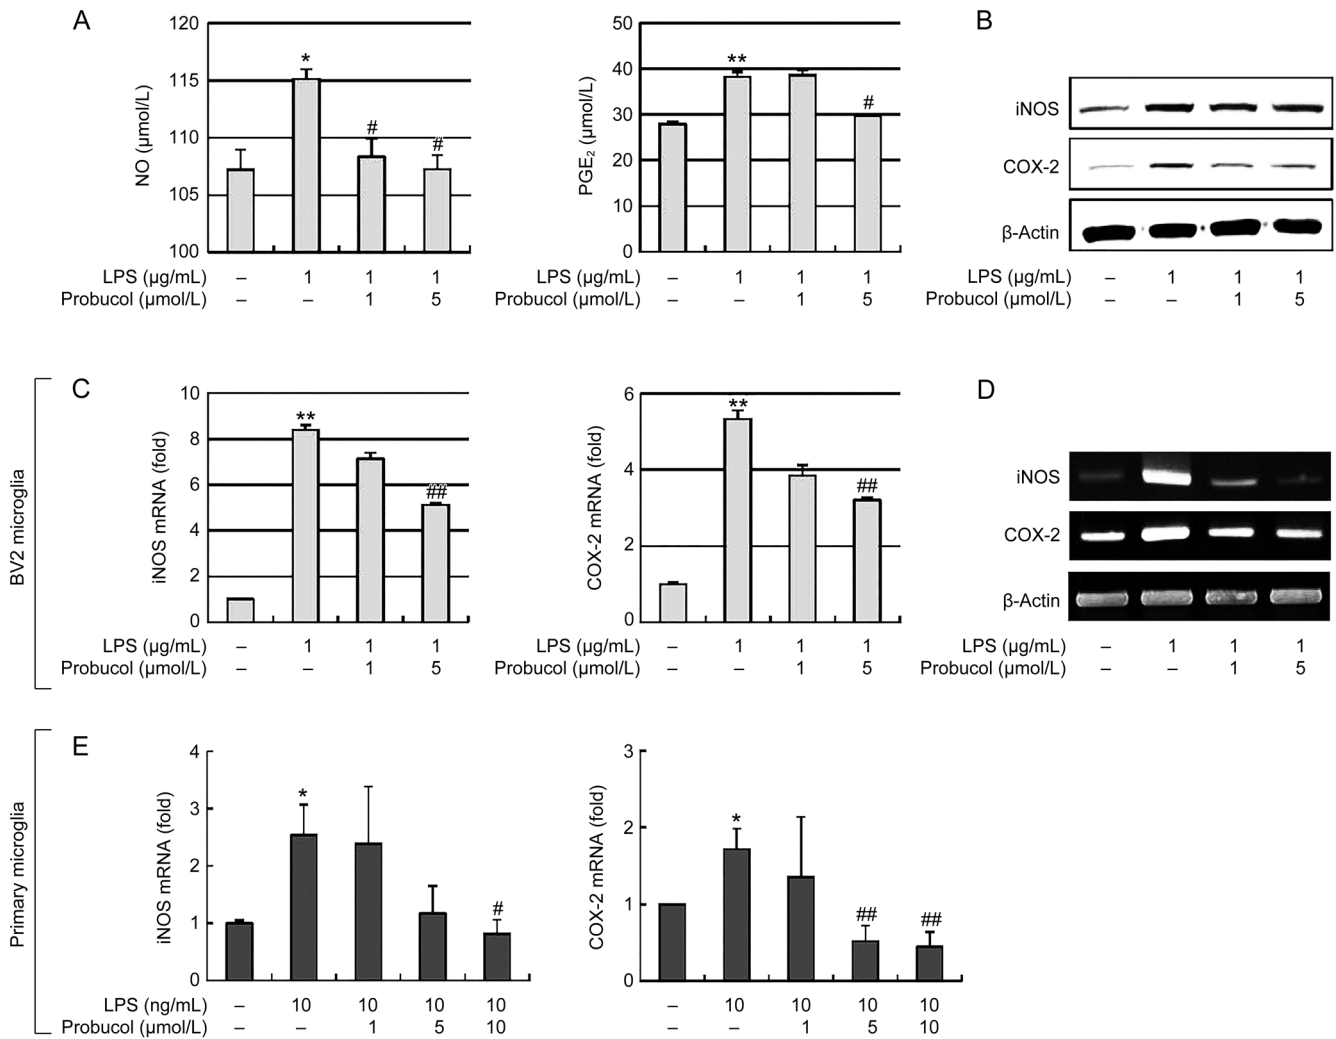 A
NO (µmol/L)
120
115
110
105
100
*
#
#
LPS (µg/mL) – 1 1 1
Probucol (µmol/L) – – 1 5
PGE₂ (µmol/L)
50
40
30
20
10
0
**
#
LPS (µg/mL) – 1 1 1
Probucol (µmol/L) – – 1 5
B
iNOS
COX-2
β-Actin
LPS (µg/mL) – 1 1 1
Probucol (µmol/L) – – 1 5
BV2 microglia
C
iNOS mRNA (fold)
10
8
6
4
2
0
**
##
LPS (µg/mL) – 1 1 1
Probucol (µmol/L) – – 1 5
COX-2 mRNA (fold)
6
4
2
0
**
##
LPS (µg/mL) – 1 1 1
Probucol (µmol/L) – – 1 5
D
iNOS
COX-2
β-Actin
LPS (µg/mL) – 1 1 1
Probucol (µmol/L) – – 1 5
Primary microglia
E
iNOS mRNA (fold)
4
3
2
1
0
*
#
LPS (ng/mL) – 10 10 10 10
Probucol (µmol/L) – – 1 5 10
COX-2 mRNA (fold)
3
2
1
0
*
##
##
– 10 10 10 10
– – 1 5 10